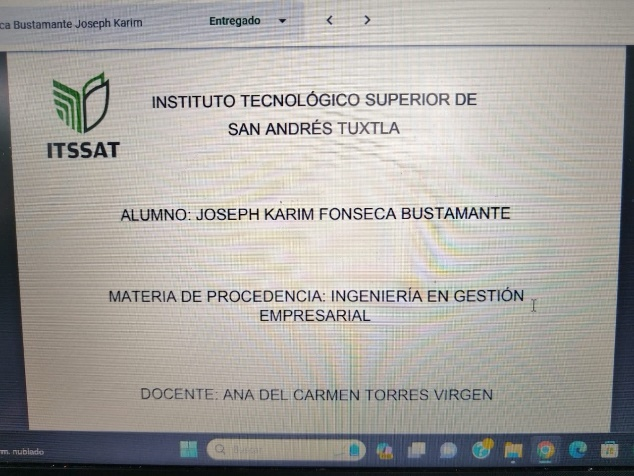 ca Bustamante Joseph Karim
Entregado
INSTITUTO TECNOLÓGICO SUPERIOR DE
SAN ANDRÉS TUXTLA
ITSSAT
ALUMNO: JOSEPH KARIM FONSECA BUSTAMANTE
MATERIA DE PROCEDENCIA: INGENIERÍA EN GESTIÓN
EMPRESARIAL
DOCENTE: ANA DEL CARMEN TORRES VIRGEN
rm. nublado